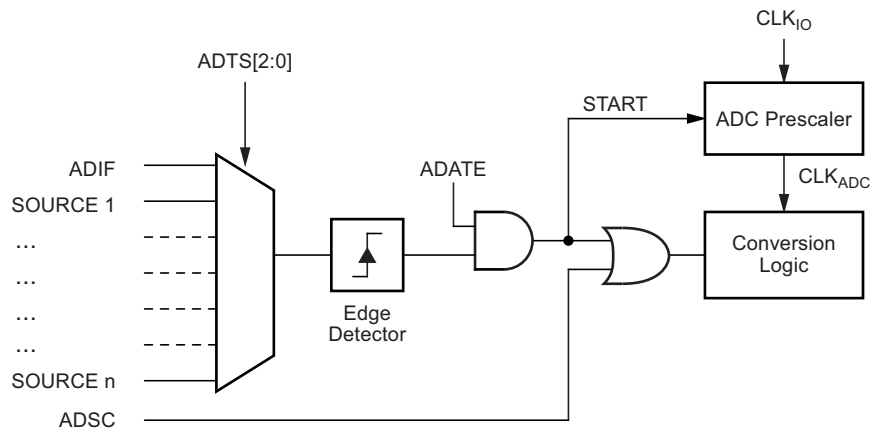 CLK_IO
ADTS[2:0]
START
ADC Prescaler
ADIF
ADATE
CLK_ADC
SOURCE 1
...
...
...
...
Conversion
Logic
Edge
Detector
SOURCE n
ADSC